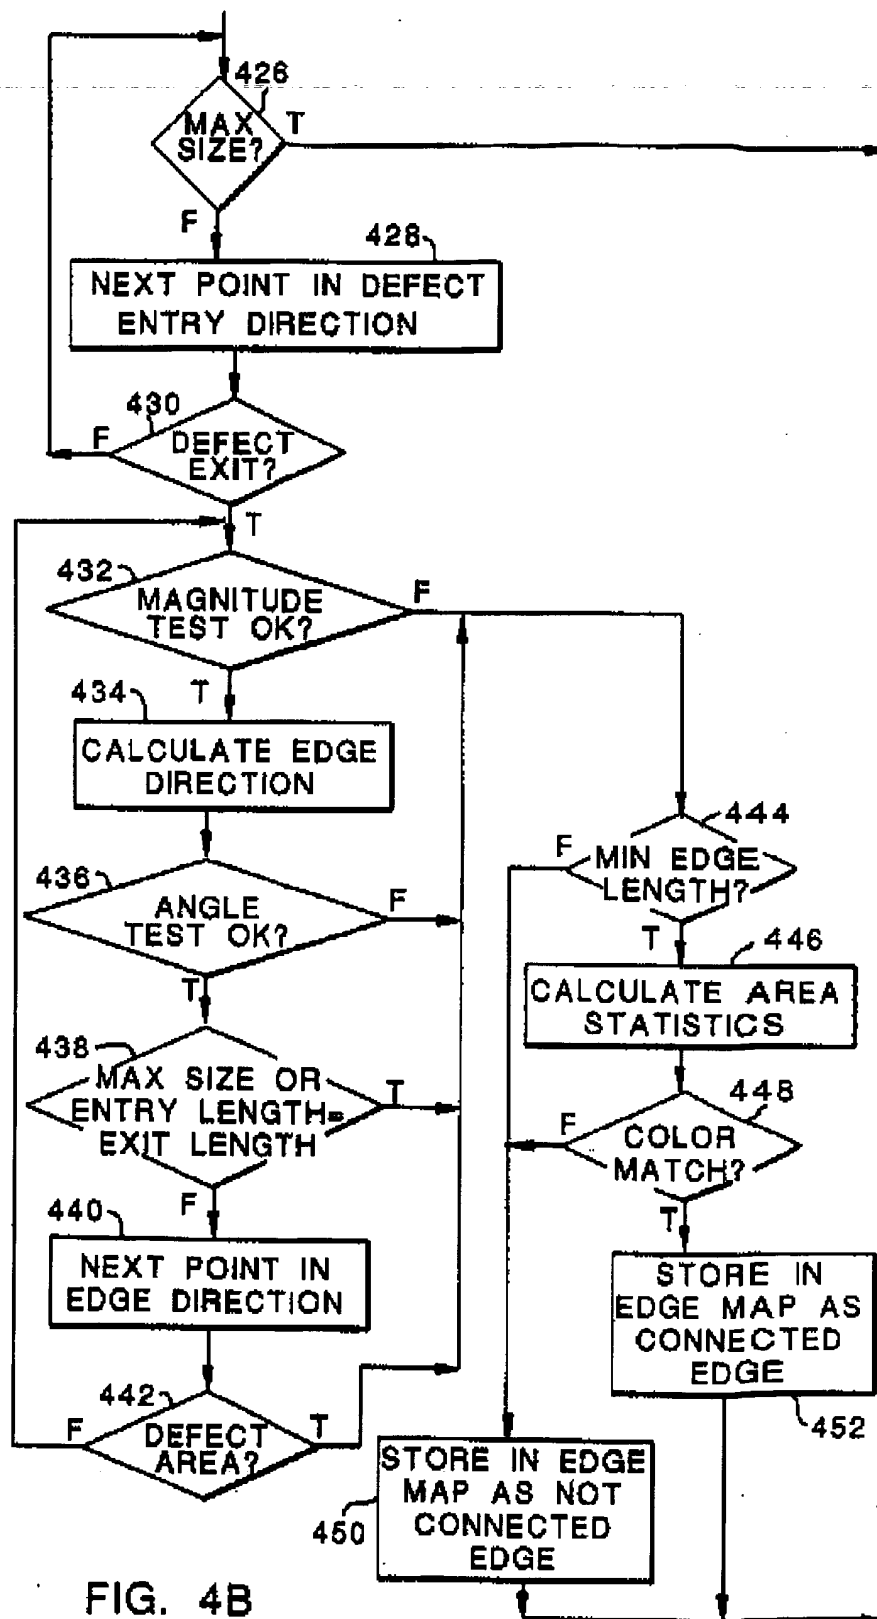 426
MAX
SIZE?
T
F
428
NEXT POINT IN DEFECT
ENTRY DIRECTION
430
F
DEFECT
EXIT?
T
432
MAGNITUDE
TEST OK?
F
T
434
CALCULATE EDGE
DIRECTION
436
ANGLE
TEST OK?
F
T
438
MAX SIZE OR
ENTRY LENGTH=
EXIT LENGTH
T
F
440
NEXT POINT IN
EDGE DIRECTION
442
F
DEFECT
AREA?
T
444
F
MIN EDGE
LENGTH?
T
446
CALCULATE AREA
STATISTICS
448
F
COLOR
MATCH?
T
STORE IN
EDGE MAP AS
CONNECTED
EDGE
452
STORE IN EDGE
MAP AS NOT
CONNECTED
EDGE
450
FIG. 4B